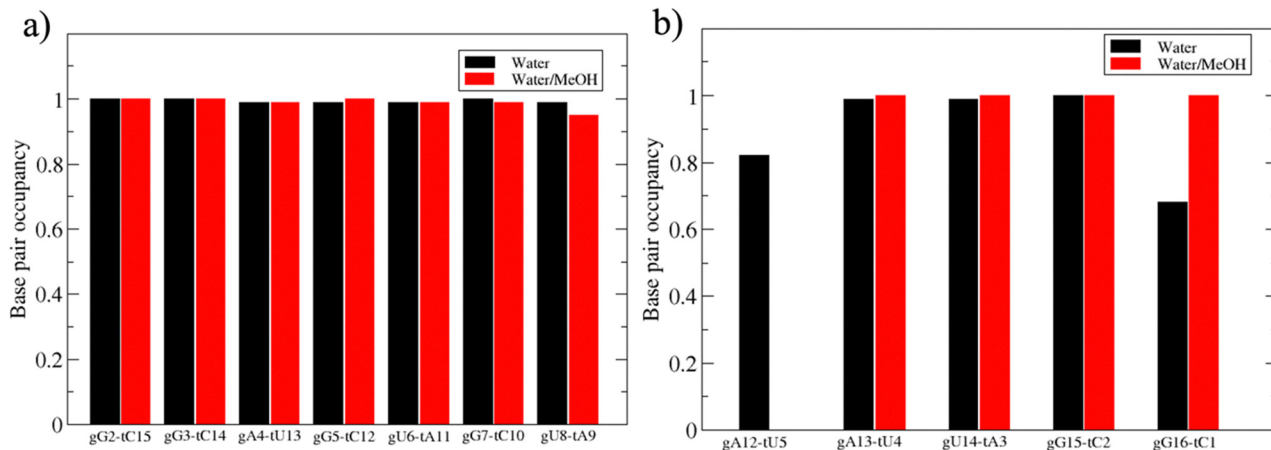 a)
Water
Water/MeOH
Base pair occupancy
1
0.8
0.6
0.4
0.2
0
gG2-tC15 gG3-tC14 gA4-tU13 gG5-tC12 gU6-tA11 gG7-tC10 gU8-tA9
b)
Water
Water/MeOH
Base pair occupancy
1
0.8
0.6
0.4
0.2
0
gA12-tU5 gA13-tU4 gU14-tA3 gG15-tC2 gG16-tC1